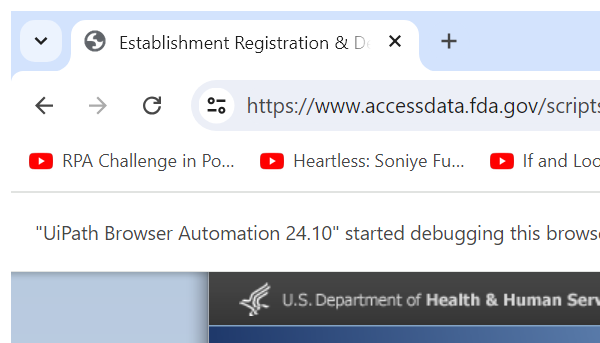 Establishment Registration & De
https://www.accessdata.fda.gov/scripts
RPA Challenge in Po... Heartless: Soniye Fu... If and Loo
"UiPath Browser Automation 24.10" started debugging this browse
U.S. Department of Health & Human Serv